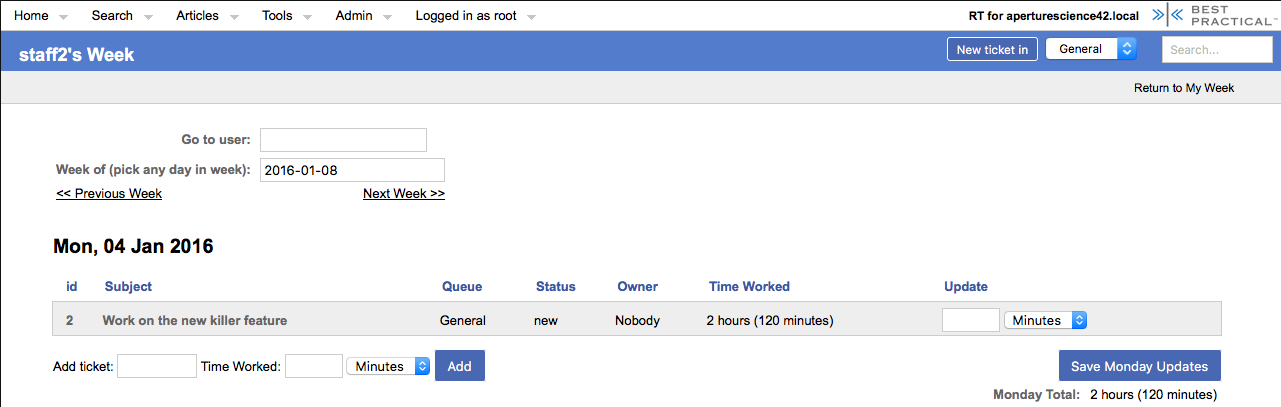 Home Search Articles Tools Admin Logged in as root RT for aperturescience42.local BEST PRACTICAL™
staff2's Week New ticket in General Search...
Return to My Week
Go to user:
Week of (pick any day in week): 2016-01-08
<< Previous Week Next Week >>
Mon, 04 Jan 2016
id Subject Queue Status Owner Time Worked Update
2 Work on the new killer feature General new Nobody 2 hours (120 minutes) Minutes
Add ticket: Time Worked: Minutes Add Save Monday Updates
Monday Total: 2 hours (120 minutes)